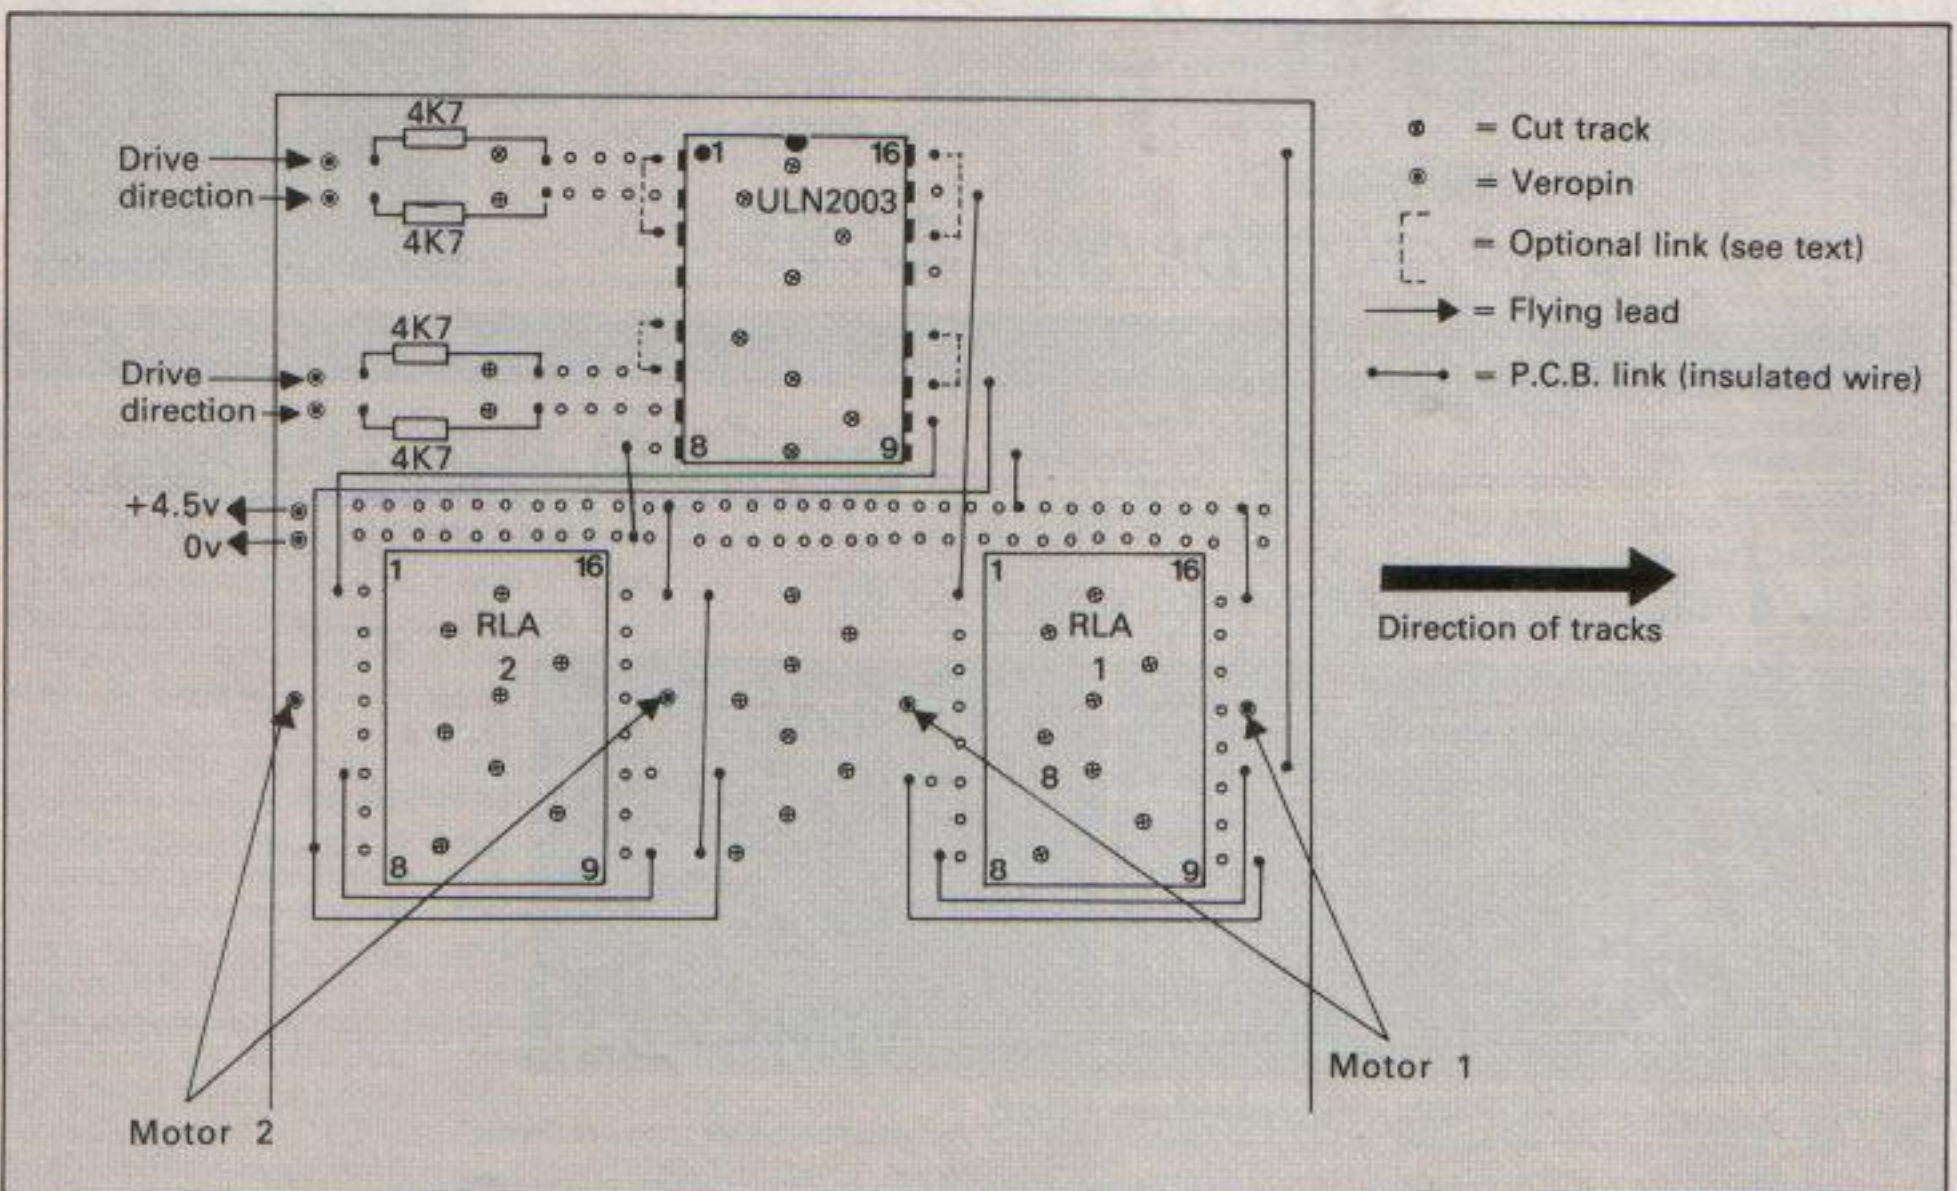 4K7
Drive
direction
4K7
1
16
ULN2003
4K7
Drive
direction
4K7
8
9
+4.5v
0v
1
16
RLA
2
8
9
1
16
RLA
1
8
8
9
Motor 2
Motor 1
= Cut track
= Veropin
= Optional link (see text)
= Flying lead
= P.C.B. link (insulated wire)
Direction of tracks